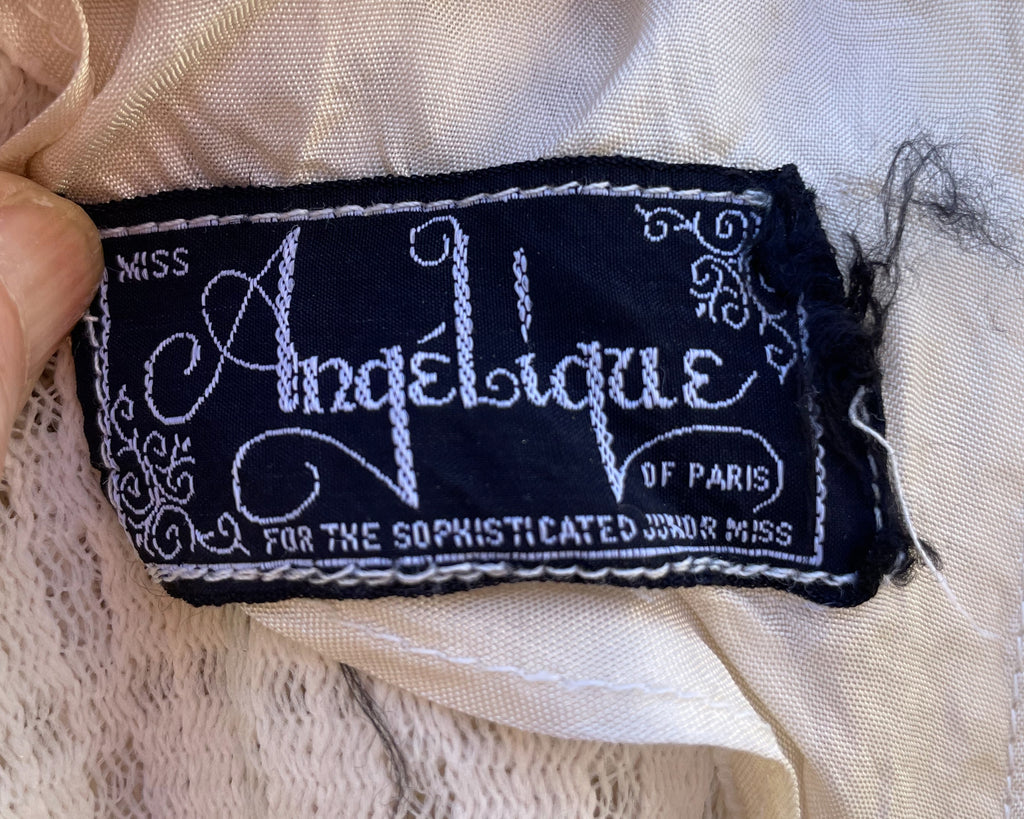 MISS
Angélique
OF PARIS
FOR THE SOPHISTICATED JUNIOR MISS